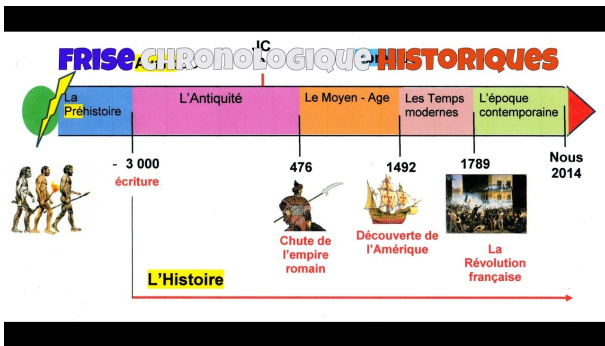 JC
FRISE CHRONOLOGIQUE HISTORIQUES
La
Préhistoire
L'Antiquité
Le Moyen - Age
Les Temps
modernes
L'époque
contemporaine
- 3 000
écriture
476
1492
1789
Nous
2014
Chute de
l'empire
romain
Découverte de
l'Amérique
La
Révolution
française
L'Histoire